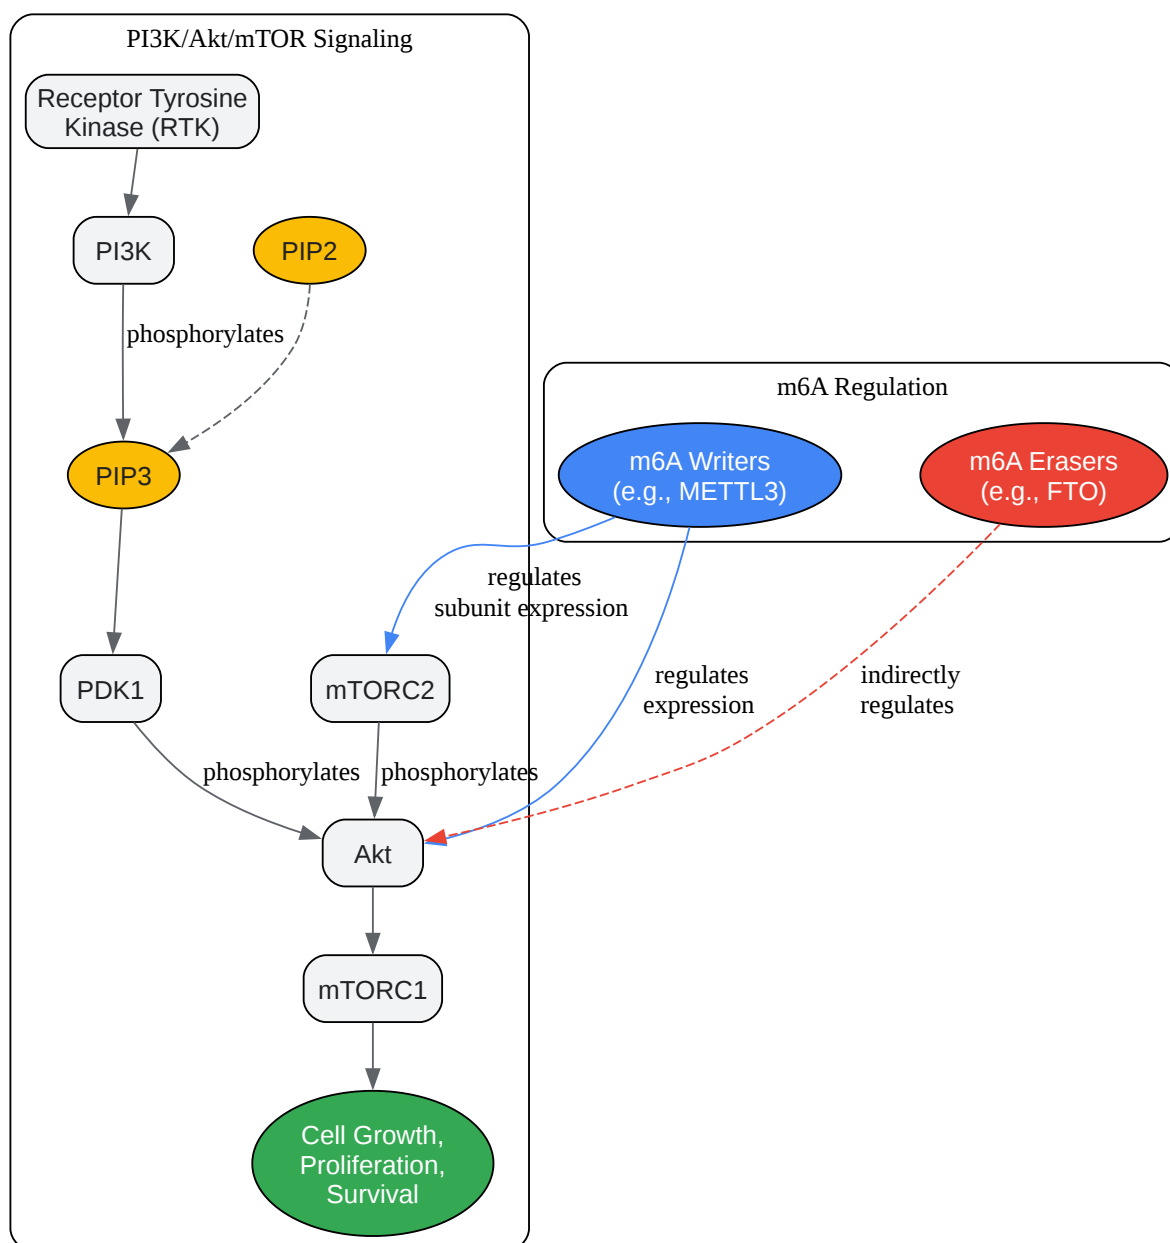 PI3K/Akt/mTOR Signaling
Receptor Tyrosine
Kinase (RTK)
PI3K
PIP2
phosphorylates
m6A Regulation
PIP3
m6A Writers
(e.g., METTL3)
m6A Erasers
(e.g., FTO)
regulates
subunit expression
PDK1
mTORC2
regulates
expression
indirectly
regulates
phosphorylates
phosphorylates
Akt
mTORC1
Cell Growth,
Proliferation,
Survival